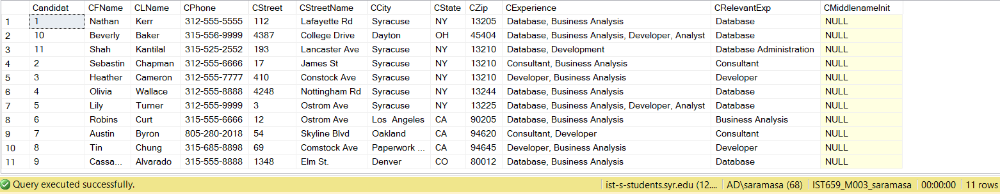 Candidat CFName CLName CPhone CStreet CStreetName CCity CState CZip CExperience CRelevantExp CMiddlenameInit
1 1 Nathan Kerr 312-555-5555 112 Lafayette Rd Syracuse NY 13205 Database, Business Analysis Database NULL
2 10 Beverly Baker 315-556-9999 4387 College Drive Dayton OH 45404 Database, Business Analysis, Developer, Analyst Database NULL
3 11 Shah Kantilal 315-525-2552 193 Lancaster Ave Syracuse NY 13210 Database, Development Database Administration NULL
4 2 Sebastin Chapman 312-555-6666 17 James St Syracuse NY 13210 Consultant, Business Analysis Consultant NULL
5 3 Heather Cameron 312-555-7777 410 Constock Ave Syracuse NY 13210 Developer, Business Analysis Developer NULL
6 4 Olivia Wallace 312-555-8888 4248 Nottingham Rd Syracuse NY 13244 Database, Business Analysis Database NULL
7 5 Lily Turner 312-555-9999 3 Ostrom Ave Syracuse NY 13225 Database, Business Analysis, Developer, Analyst Database NULL
8 6 Robins Curt 315-555-6666 12 Ostrom Ave Los  Angeles CA 90205 Database, Business Analysis Business Analysis NULL
9 7 Austin Byron 805-280-2018 54 Skyline Blvd Oakland CA 94620 Consultant, Developer Consultant NULL
10 8 Tin Chung 315-685-8898 69 Comstock Ave Paperwork ... CA 94645 Developer, Business Analysis Developer NULL
11 9 Cassa... Alvarado 315-555-8888 1348 Elm St. Denver CO 80012 Database, Business Analysis Database NULL
Query executed successfully. ist-s-students.syr.edu (12.... AD\saramasa (68) IST659_M003_saramasa 00:00:00 11 rows